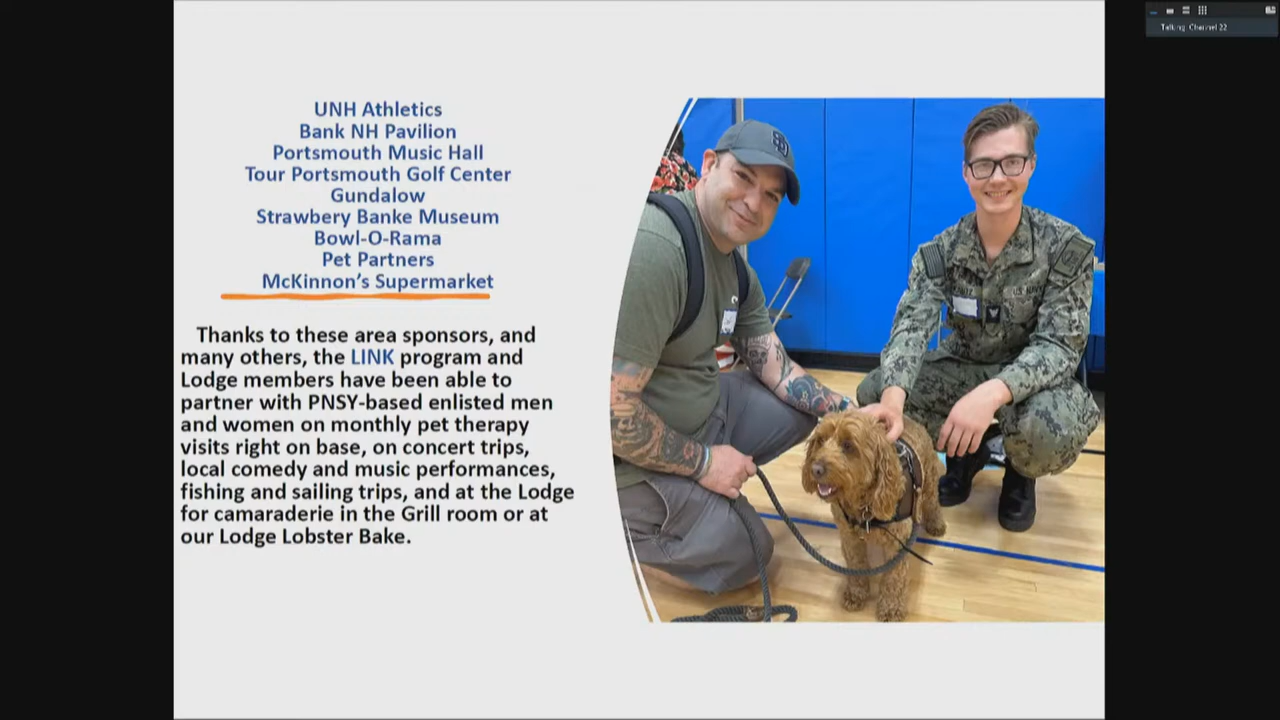 Talking: Channel 22
UNH Athletics
Bank NH Pavilion
Portsmouth Music Hall
Tour Portsmouth Golf Center
Gundalow
Strawbery Banke Museum
Bowl-O-Rama
Pet Partners
McKinnon's Supermarket
Thanks to these area sponsors, and
many others, the LINK program and
Lodge members have been able to
partner with PNSY-based enlisted men
and women on monthly pet therapy
visits right on base, on concert trips,
local comedy and music performances,
fishing and sailing trips, and at the Lodge
for camaraderie in the Grill room or at
our Lodge Lobster Bake.
U.S. NAVY